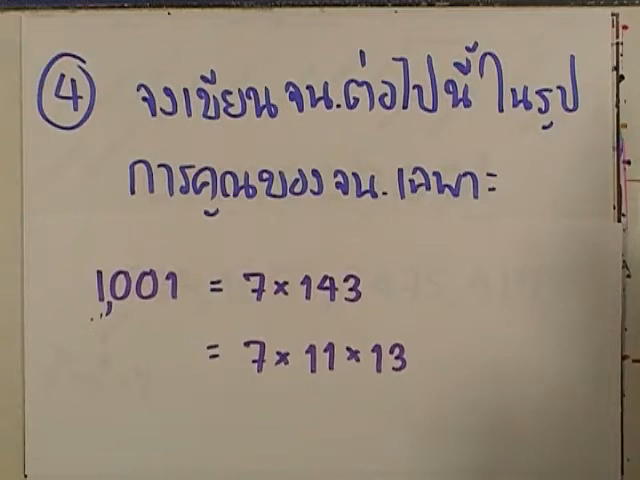 ④ จงเขียน จน.ต่อไปนี้ ในรูป
การคูณของ จน. เฉพาะ
1,001 = 7 × 143
= 7 × 11 × 13